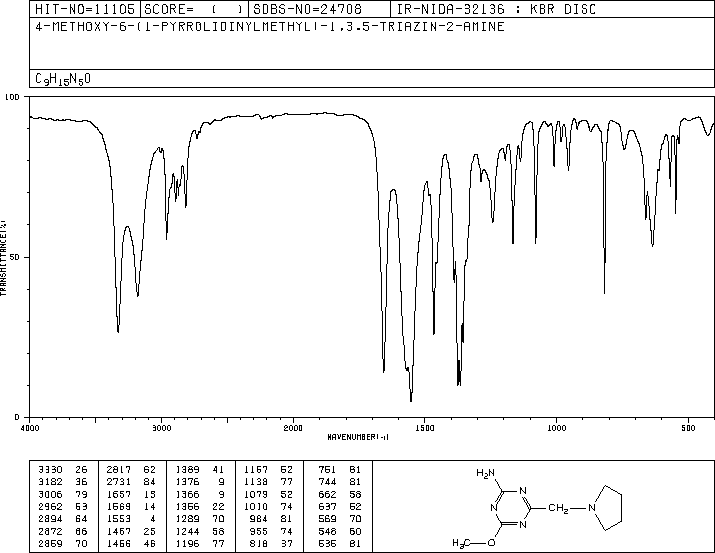 HIT-NO=11105 SCORE= ( ) SDBS-NO=24708 IR-NIDA-32136 : KBR DISC
4-METHOXY-6-(1-PYRROLIDINYLMETHYL)-1,3,5-TRIAZIN-2-AMINE
C9H15N5O
100
50
0
TRANSMITTANCE(%)
4000 3000 2000 1500 1000 500
WAVENUMBER(-1)
3330 26 2817 62 1389 41 1167 52 751 81
3182 36 2731 84 1376 9 1138 77 744 81
3006 79 1657 13 1366 9 1079 52 662 58
2962 53 1569 14 1356 22 1010 74 637 52
2894 64 1553 4 1289 70 984 81 569 70
2872 66 1467 25 1244 58 955 74 548 60
2859 70 1456 46 1196 77 818 37 535 81
H2N
N
N
N
CH2
N
H3C
O